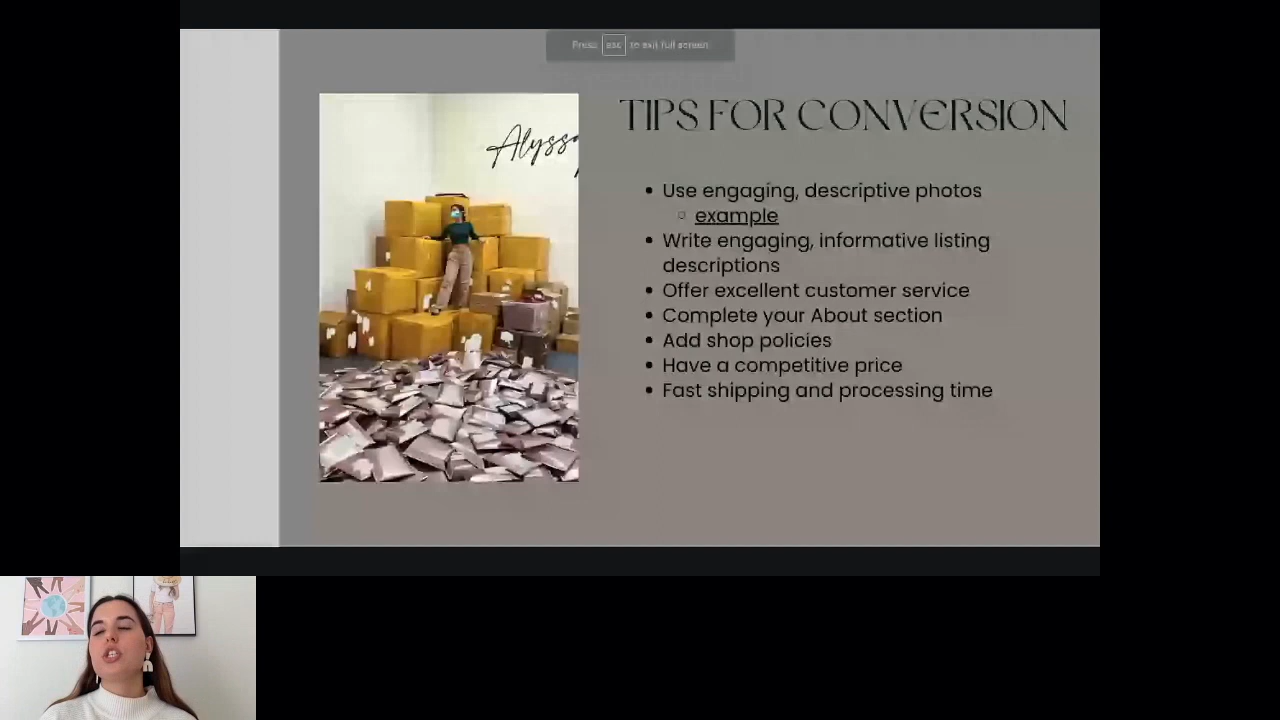 Press esc to exit full screen
Alyss
TIPS FOR CONVERSION
• Use engaging, descriptive photos
○ example
• Write engaging, informative listing
descriptions
• Offer excellent customer service
• Complete your About section
• Add shop policies
• Have a competitive price
• Fast shipping and processing time